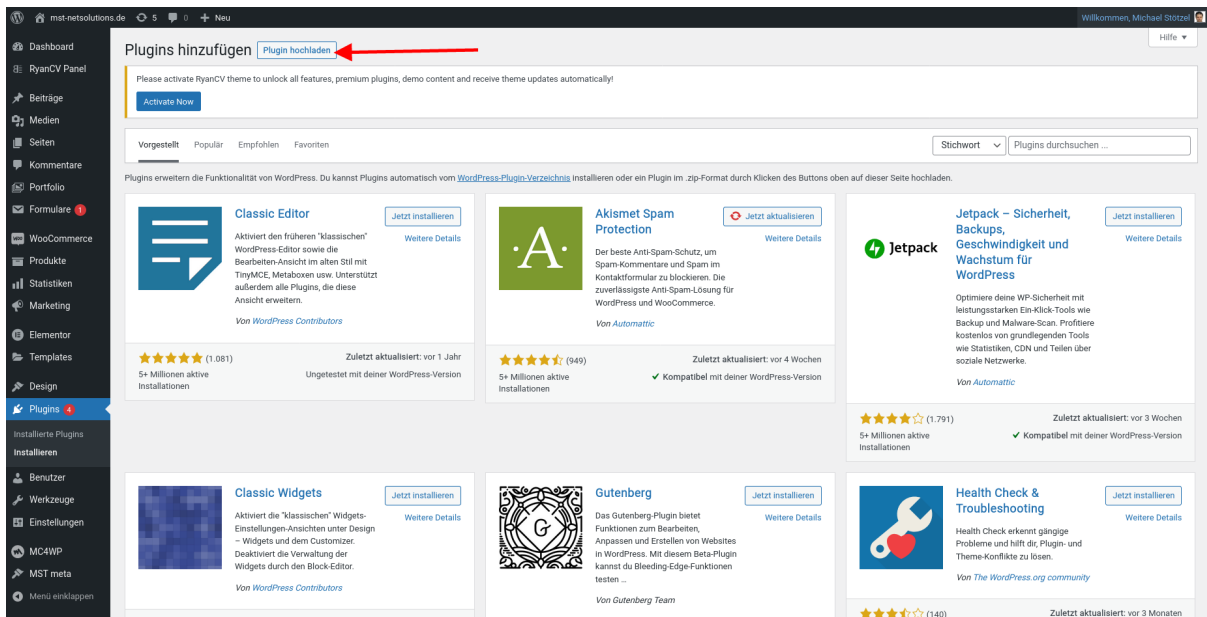 mst-netsolutions.de 5 0 + Neu
Willkommen, Michael Stötzel
Dashboard
RyanCV Panel
Beiträge
Medien
Seiten
Kommentare
Portfolio
Formulare 1
WooCommerce
Produkte
Statistiken
Marketing
Elementor
Templates
Design
Plugins 4
Installierte Plugins
Installieren
Benutzer
Werkzeuge
Einstellungen
MC4WP
MST meta
Menü einklappen
Hilfe
Plugins hinzufügen Plugin hochladen
Please activate RyanCV theme to unlock all features, premium plugins, demo content and receive theme updates automatically!
Activate Now
Vorgestellt Populär Empfohlen Favoriten
Stichwort Plugins durchsuchen ...
Plugins erweitern die Funktionalität von WordPress. Du kannst Plugins automatisch vom WordPress-Plugin-Verzeichnis installieren oder ein Plugin im .zip-Format durch Klicken des Buttons oben auf dieser Seite hochladen.
Classic Editor
Jetzt installieren
Weitere Details
Aktiviert den früheren "klassischen"
WordPress-Editor sowie die
Bearbeiten-Ansicht im alten Stil mit
TinyMCE, Metaboxen usw. Unterstützt
außerdem alle Plugins, die diese
Ansicht erweitern.
Von WordPress Contributors
(1.081)
5+ Millionen aktive
Installationen
Zuletzt aktualisiert: vor 1 Jahr
Ungetestet mit deiner WordPress-Version
·A·
Akismet Spam
Protection
Jetzt aktualisieren
Weitere Details
Der beste Anti-Spam-Schutz, um
Spam-Kommentare und Spam im
Kontaktformular zu blockieren. Die
zuverlässigste Anti-Spam-Lösung für
WordPress und WooCommerce.
Von Automattic
(949)
5+ Millionen aktive
Installationen
Zuletzt aktualisiert: vor 4 Wochen
Kompatibel mit deiner WordPress-Version
Jetpack
Jetpack – Sicherheit,
Backups,
Geschwindigkeit und
Wachstum für
WordPress
Jetzt installieren
Weitere Details
Optimiere deine WP-Sicherheit mit
leistungsstarken Ein-Klick-Tools wie
Backup und Malware-Scan. Profitiere
kostenlos von grundlegenden Tools
wie Statistiken, CDN und Teilen über
soziale Netzwerke.
Von Automattic
(1.791)
5+ Millionen aktive
Installationen
Zuletzt aktualisiert: vor 3 Wochen
Kompatibel mit deiner WordPress-Version
Classic Widgets
Jetzt installieren
Weitere Details
Aktiviert die "klassischen" Widgets-
Einstellungen-Ansichten unter Design
– Widgets und dem Customizer.
Deaktiviert die Verwaltung der
Widgets durch den Block-Editor.
Von WordPress Contributors
G
Gutenberg
Jetzt installieren
Weitere Details
Das Gutenberg-Plugin bietet
Funktionen zum Bearbeiten,
Anpassen und Erstellen von Websites
in WordPress. Mit diesem Beta-Plugin
kannst du Bleeding-Edge-Funktionen
testen ...
Von Gutenberg Team
Health Check &
Troubleshooting
Jetzt installieren
Weitere Details
Health Check erkennt gängige
Probleme und hilft dir, Plugin- und
Theme-Konflikte zu lösen.
Von The WordPress.org community
(140)
Zuletzt aktualisiert: vor 3 Monaten